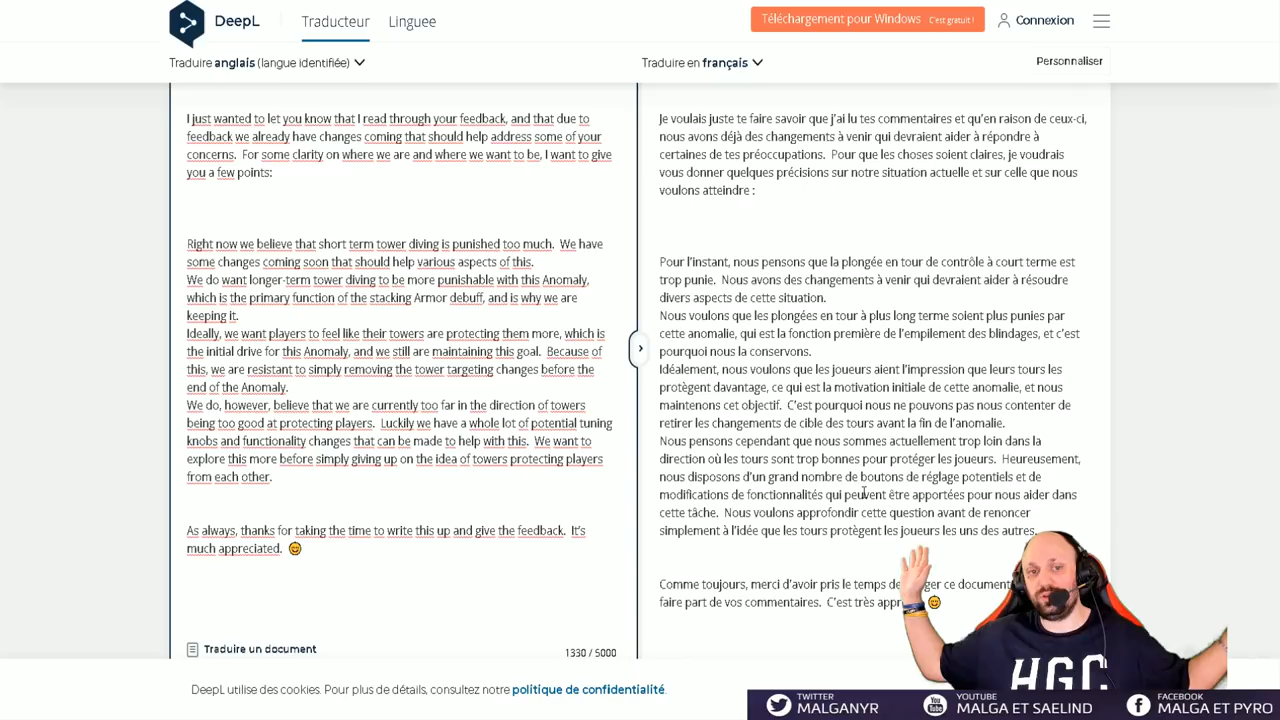 DeepL
Traducteur
Linguee
Téléchargement pour Windows C'est gratuit !
Connexion
Traduire anglais (langue identifiée)
Traduire en français
Personnaliser
I just wanted to let you know that I read through your feedback, and that due to
feedback we already have changes coming that should help address some of your
concerns. For some clarity on where we are and where we want to be, I want to give
you a few points:
Right now we believe that short term tower diving is punished too much. We have
some changes coming soon that should help various aspects of this.
We do want longer-term tower diving to be more punishable with this Anomaly,
which is the primary function of the stacking Armor debuff, and is why we are
keeping it.
Ideally, we want players to feel like their towers are protecting them more, which is
the initial drive for this Anomaly, and we still are maintaining this goal. Because of
this, we are resistant to simply removing the tower targeting changes before the
end of the Anomaly.
We do, however, believe that we are currently too far in the direction of towers
being too good at protecting players. Luckily we have a whole lot of potential tuning
knobs and functionality changes that can be made to help with this. We want to
explore this more before simply giving up on the idea of towers protecting players
from each other.
As always, thanks for taking the time to write this up and give the feedback. It's
much appreciated. 😊
Traduire un document
1330 / 5000
Je voulais juste te faire savoir que j'ai lu tes commentaires et qu'en raison de ceux-ci,
nous avons déjà des changements à venir qui devraient aider à répondre à
certaines de tes préoccupations. Pour que les choses soient claires, je voudrais
vous donner quelques précisions sur notre situation actuelle et sur celle que nous
voulons atteindre :
Pour l'instant, nous pensons que la plongée en tour de contrôle à court terme est
trop punie. Nous avons des changements à venir qui devraient aider à résoudre
divers aspects de cette situation.
Nous voulons que les plongées en tour à plus long terme soient plus punies par
cette anomalie, qui est la fonction première de l'empilement des blindages, et c'est
pourquoi nous la conservons.
Idéalement, nous voulons que les joueurs aient l'impression que leurs tours les
protègent davantage, ce qui est la motivation initiale de cette anomalie, et nous
maintenons cet objectif. C'est pourquoi nous ne pouvons pas nous contenter de
retirer les changements de cible des tours avant la fin de l'anomalie.
Nous pensons cependant que nous sommes actuellement trop loin dans la
direction où les tours sont trop bonnes pour protéger les joueurs. Heureusement,
nous disposons d'un grand nombre de boutons de réglage potentiels et de
modifications de fonctionnalités qui peuvent être apportées pour nous aider dans
cette tâche. Nous voulons approfondir cette question avant de renoncer
simplement à l'idée que les tours protègent les joueurs les uns des autres.
Comme toujours, merci d'avoir pris le temps de ger ce document
faire part de vos commentaires. C'est très appr 😊
HGC
DeepL utilise des cookies. Pour plus de détails, consultez notre politique de confidentialité.
TWITTER
MALGANYR
YOUTUBE
MALGA ET SAELIND
FACEBOOK
MALGA ET PYRO